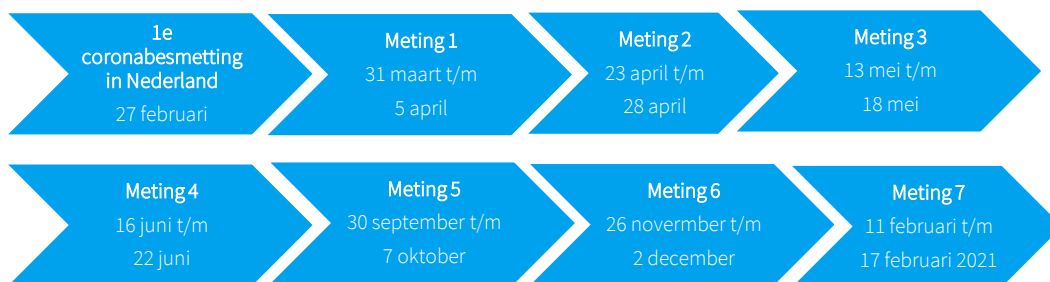 1e
coronabesmetting
in Nederland
27 februari
Meting 1
31 maart t/m
5 april
Meting 2
23 april t/m
28 april
Meting 3
13 mei t/m
18 mei
Meting 4
16 juni t/m
22 juni
Meting 5
30 september t/m
7 oktober
Meting 6
26 novermber t/m
2 december
Meting 7
11 februari t/m
17 februari 2021